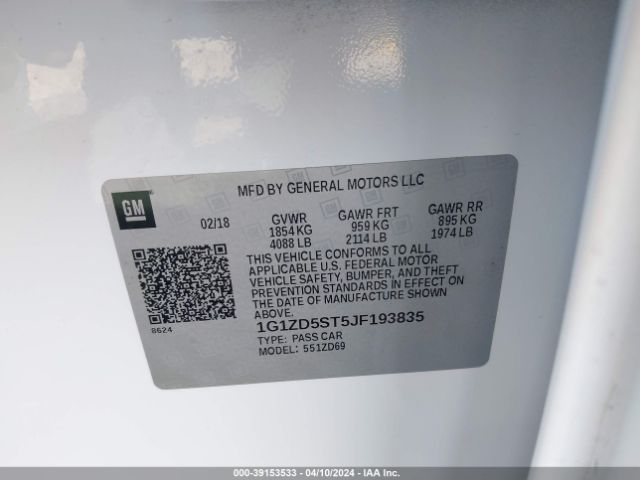 MFD BY GENERAL MOTORS LLC
GM
02/18
GVWR
1854 KG
4088 LB
GAWR FRT
959 KG
2114 LB
GAWR RR
895 KG
1974 LB
THIS VEHICLE CONFORMS TO ALL
APPLICABLE U.S. FEDERAL MOTOR
VEHICLE SAFETY, BUMPER, AND THEFT
PREVENTION STANDARDS IN EFFECT ON
THE DATE OF MANUFACTURE SHOWN
ABOVE.
8624
1G1ZD5ST5JF193835
TYPE: PASS CAR
MODEL: 551ZD69
000-39153533 - 04/10/2024 - IAAI.COM